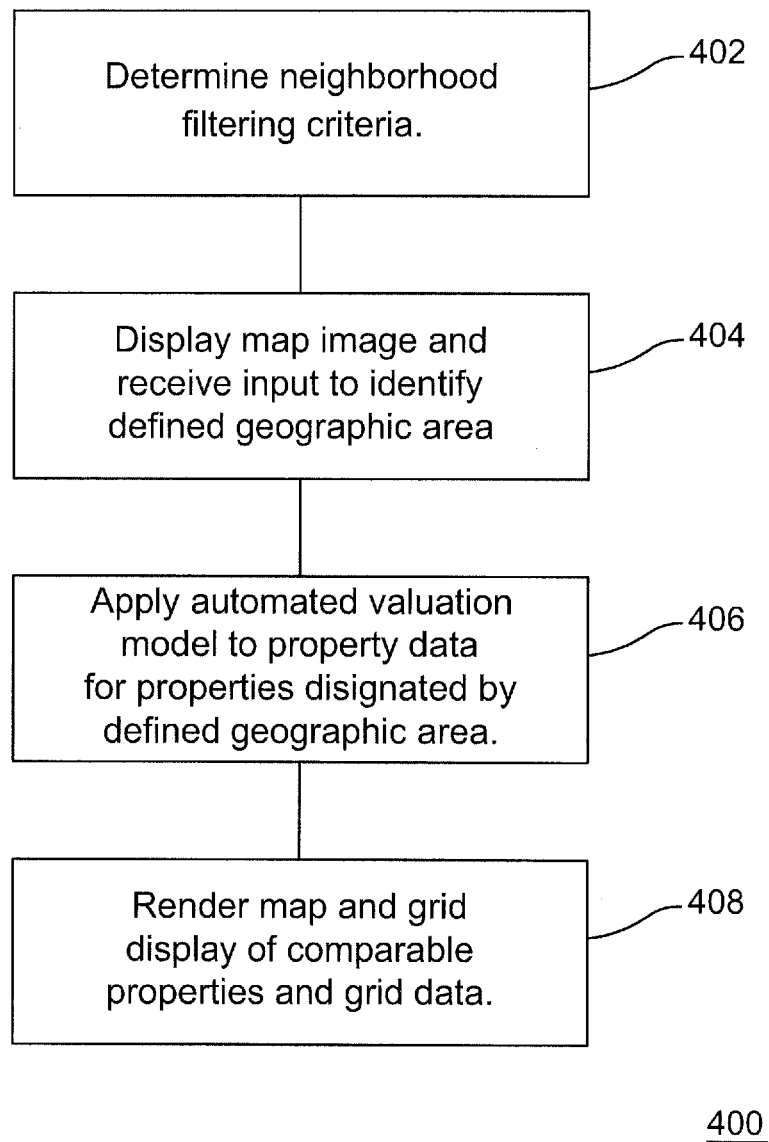 Determine neighborhood
filtering criteria.
402
Display map image and
receive input to identify
defined geographic area
404
Apply automated valuation
model to property data
for properties disignated by
defined geographic area.
406
Render map and grid
display of comparable
properties and grid data.
408
400